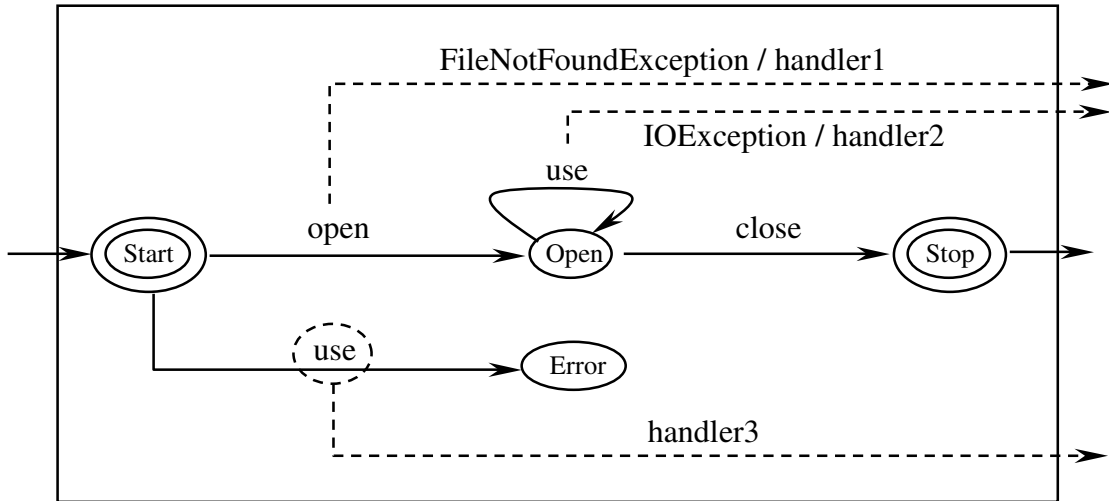 FileNotFoundException / handler1
IOException / handler2
use
open
close
Start
Open
Stop
use
Error
handler3